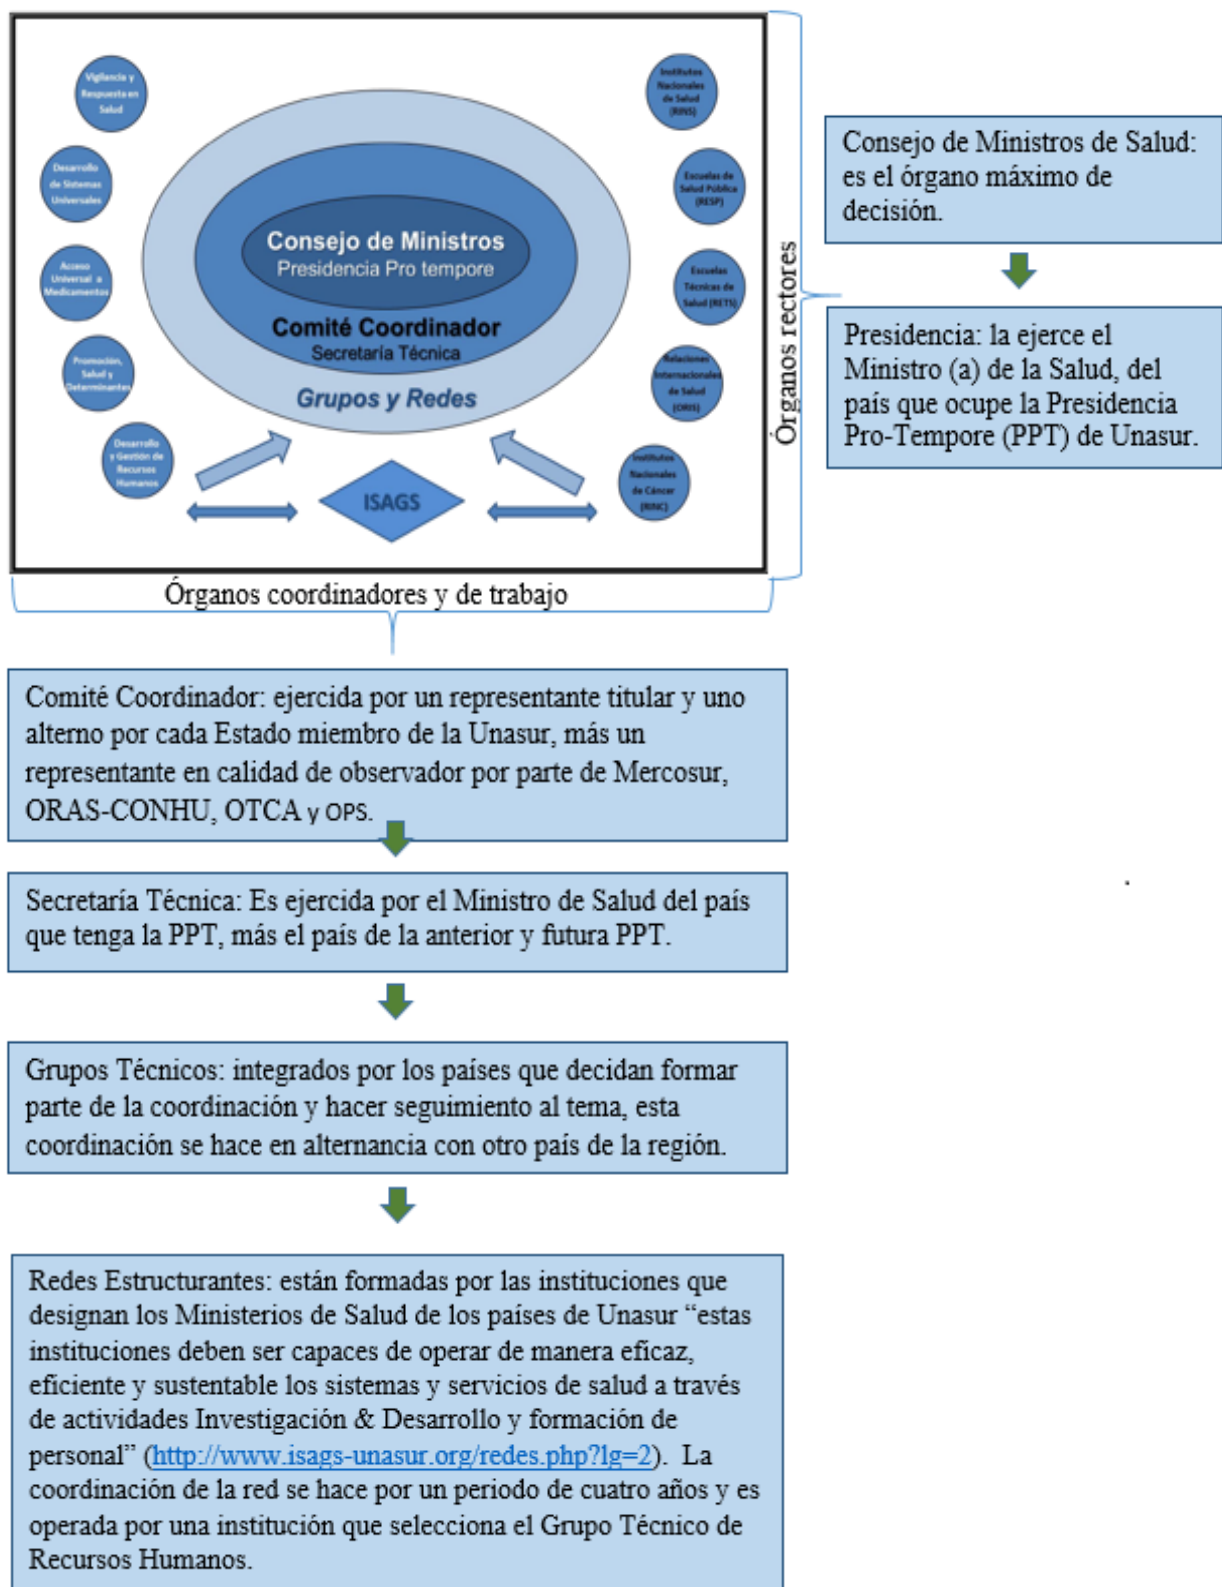 Vigilancia y
Respuesta en
Salud
Desarrollo
de Sistemas
Universales
Acceso
Universal a
Medicamentos
Promoción,
Salud y
Determinantes
Desarrollo
y Gestión de
Recursos
Humanos
Consejo de Ministros
Presidencia Pro tempore
Comité Coordinador
Secretaría Técnica
Grupos y Redes
ISAGS
Institutos
Nacionales
de Salud
(RINS)
Escuelas de
Salud Pública
(RESP)
Escuelas
Técnicas de
Salud (RETS)
Relaciones
Internacionales
de Salud
(ORIS)
Institutos
Nacionales
de Cáncer
(RINC)
Órganos rectores
Consejo de Ministros de Salud:
es el órgano máximo de
decisión.
Presidencia: la ejerce el
Ministro (a) de la Salud, del
país que ocupe la Presidencia
Pro-Tempore (PPT) de Unasur.
Órganos coordinadores y de trabajo
Comité Coordinador: ejercida por un representante titular y uno
alterno por cada Estado miembro de la Unasur, más un
representante en calidad de observador por parte de Mercosur,
ORAS-CONHU, OTCA y OPS.
Secretaría Técnica: Es ejercida por el Ministro de Salud del país
que tenga la PPT, más el país de la anterior y futura PPT.
.
Grupos Técnicos: integrados por los países que decidan formar
parte de la coordinación y hacer seguimiento al tema, esta
coordinación se hace en alternancia con otro país de la región.
Redes Estructurantes: están formadas por las instituciones que
designan los Ministerios de Salud de los países de Unasur “estas
instituciones deben ser capaces de operar de manera eficaz,
eficiente y sustentable los sistemas y servicios de salud a través
de actividades Investigación & Desarrollo y formación de
personal” (http://www.isags-unasur.org/redes.php?lg=2). La
coordinación de la red se hace por un periodo de cuatro años y es
operada por una institución que selecciona el Grupo Técnico de
Recursos Humanos.